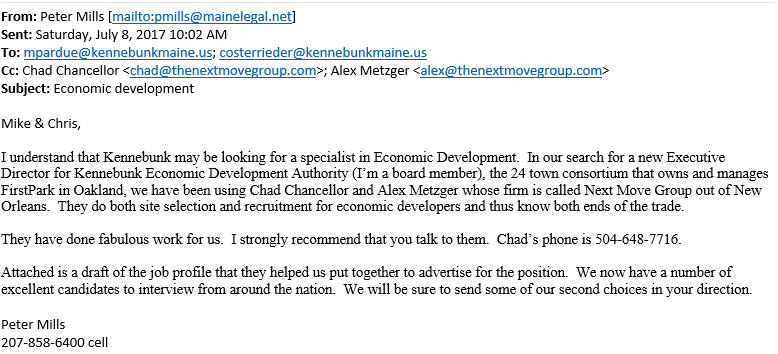 From: Peter Mills [mailto:pmills@mainelegal.net]
Sent: Saturday, July 8, 2017 10:02 AM
To: mpardue@kennebunkmaine.us; costerrieder@kennebunkmaine.us
Cc: Chad Chancellor <chad@thenextmovegroup.com>; Alex Metzger <alex@thenextmovegroup.com>
Subject: Economic development
Mike & Chris,
I understand that Kennebunk may be looking for a specialist in Economic Development.  In our search for a new Executive
Director for Kennebunk Economic Development Authority (I’m a board member), the 24 town consortium that owns and manages
FirstPark in Oakland, we have been using Chad Chancellor and Alex Metzger whose firm is called Next Move Group out of New
Orleans.  They do both site selection and recruitment for economic developers and thus know both ends of the trade.
They have done fabulous work for us.  I strongly recommend that you talk to them.  Chad’s phone is 504-648-7716.
Attached is a draft of the job profile that they helped us put together to advertise for the position.  We now have a number of
excellent candidates to interview from around the nation.  We will be sure to send some of our second choices in your direction.
Peter Mills
207-858-6400 cell